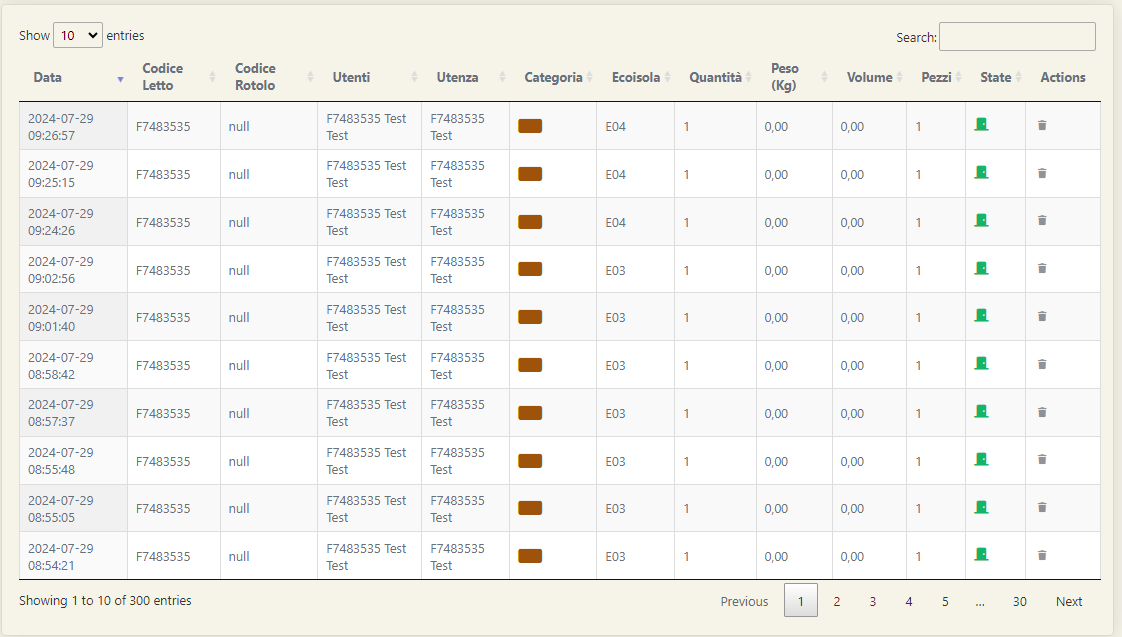 Show 10 entries
Search:
Data Codice Letto Codice Rotolo Utenti Utenza Categoria Ecoisola Quantità Peso (Kg) Volume Pezzi State Actions
2024-07-29 09:26:57 F7483535 null F7483535 Test Test F7483535 Test E04 1 0,00 0,00 1
2024-07-29 09:25:15 F7483535 null F7483535 Test Test F7483535 Test E04 1 0,00 0,00 1
2024-07-29 09:24:26 F7483535 null F7483535 Test Test F7483535 Test E04 1 0,00 0,00 1
2024-07-29 09:02:56 F7483535 null F7483535 Test Test F7483535 Test E03 1 0,00 0,00 1
2024-07-29 09:01:40 F7483535 null F7483535 Test Test F7483535 Test E03 1 0,00 0,00 1
2024-07-29 08:58:42 F7483535 null F7483535 Test Test F7483535 Test E03 1 0,00 0,00 1
2024-07-29 08:57:37 F7483535 null F7483535 Test Test F7483535 Test E03 1 0,00 0,00 1
2024-07-29 08:55:48 F7483535 null F7483535 Test Test F7483535 Test E03 1 0,00 0,00 1
2024-07-29 08:55:05 F7483535 null F7483535 Test Test F7483535 Test E03 1 0,00 0,00 1
2024-07-29 08:54:21 F7483535 null F7483535 Test Test F7483535 Test E03 1 0,00 0,00 1
Showing 1 to 10 of 300 entries
Previous 1 2 3 4 5 ... 30 Next